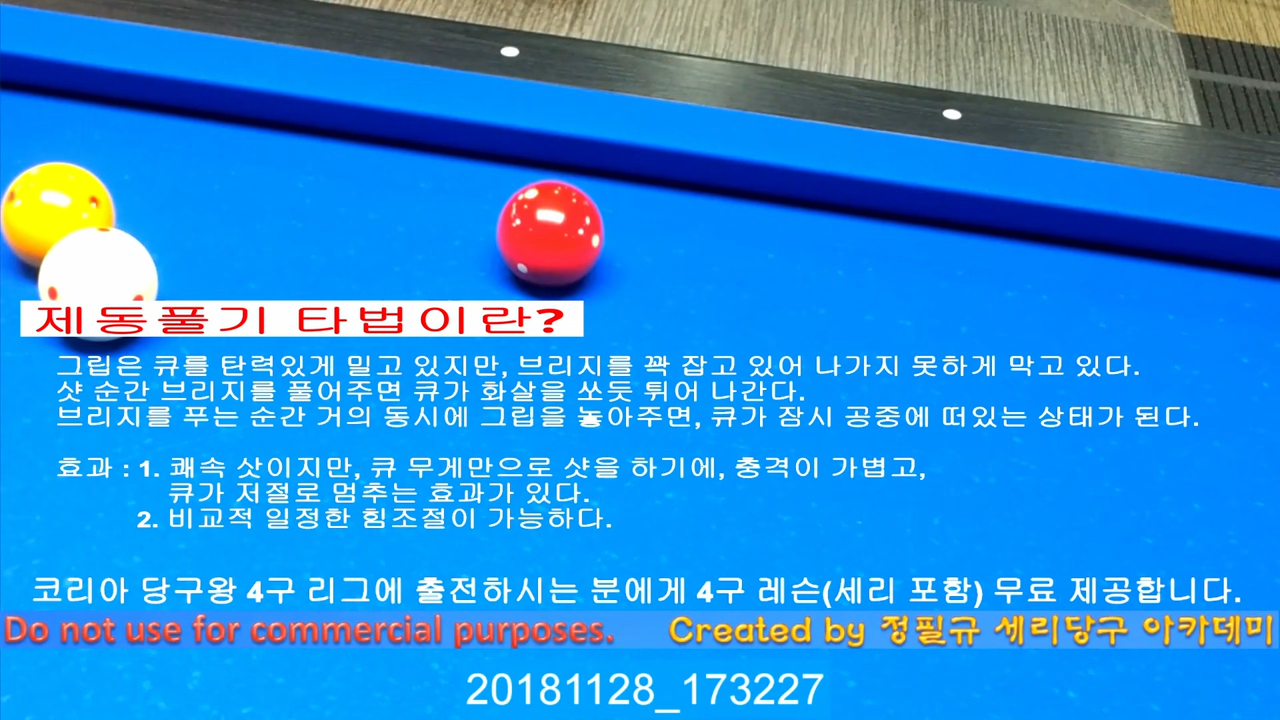 제동풀기 타법이란?
그립은 큐를 탄력있게 밀고 있지만, 브리지를 꽉 잡고 있어 나가지 못하게 막고 있다.
샷 순간 브리지를 풀어주면 큐가 화살을 쏘듯 튀어 나간다.
브리지를 푸는 순간 거의 동시에 그립을 놓아주면, 큐가 잠시 공중에 떠있는 상태가 된다.
효과 : 1. 쾌속 샷이지만, 큐 무게만으로 샷을 하기에, 충격이 가볍고,
큐가 저절로 멈추는 효과가 있다.
2. 비교적 일정한 힘조절이 가능하다.
코리아 당구왕 4구 리그에 출전하시는 분에게 4구 레슨(세리 포함) 무료 제공합니다.
Do not use for commercial purposes. Created by 정필규 세리당구 아카데미
20181128_173227